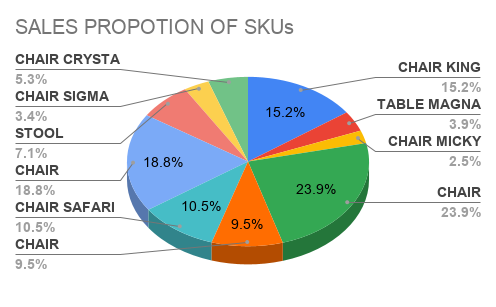 SALES PROPOTION OF SKUs
CHAIR CRYSTA
5.3%
CHAIR SIGMA
3.4%
STOOL
7.1%
CHAIR
18.8%
CHAIR SAFARI
10.5%
CHAIR
9.5%
CHAIR KING
15.2%
TABLE MAGNA
3.9%
CHAIR MICKY
2.5%
CHAIR
23.9%
15.2%
23.9%
9.5%
10.5%
18.8%